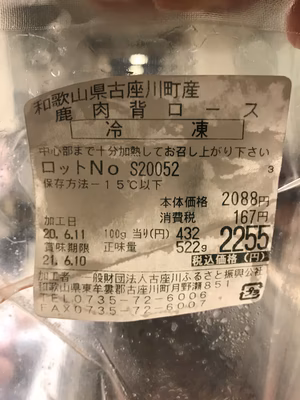 和歌山県古座川町産
鹿肉背ロース
冷凍
中心部まで十分加熱してお召し上がり下さい
ロットNo S20052
3
保存方法-15℃以下
本体価格 2088円
加工日 消費税 167円
20.6.11 100g 当り(円) 432
賞味期限 正味量 522g 2255
21.6.10 税込価格(円)
加工者 一般財団法人古座川ふるさと振興公社
和歌山県東牟婁郡古座川町月野瀬851
TEL0735-72-6006
FAX0735-72-6007